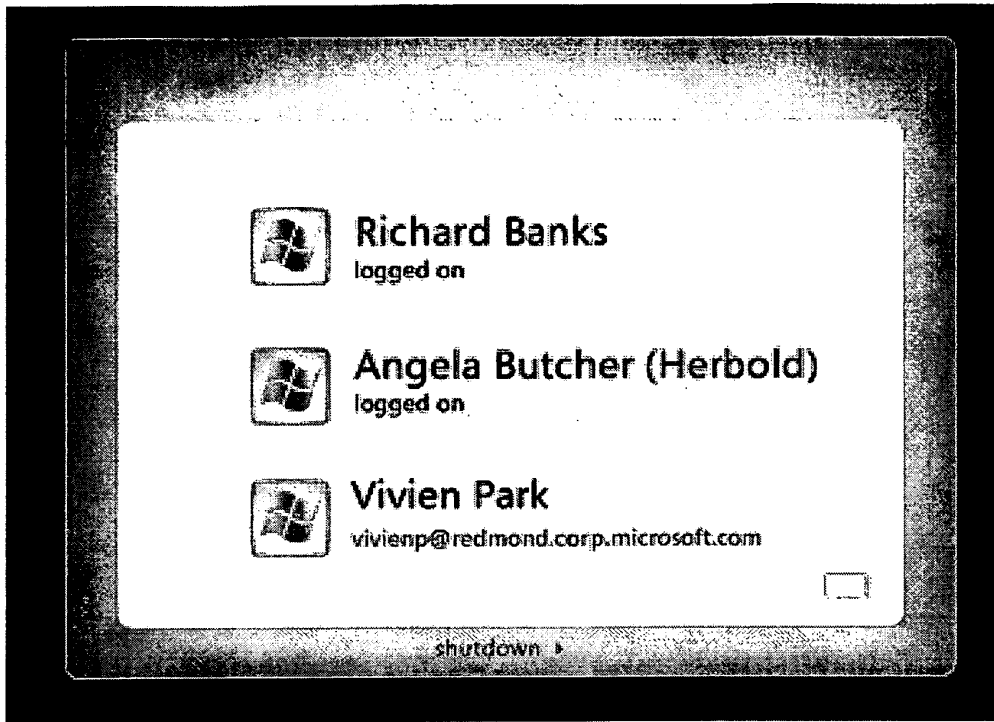 Richard Banks
logged on
Angela Butcher (Herbold)
logged on
Vivien Park
vivienp@redmond.corp.microsoft.com
shutdown